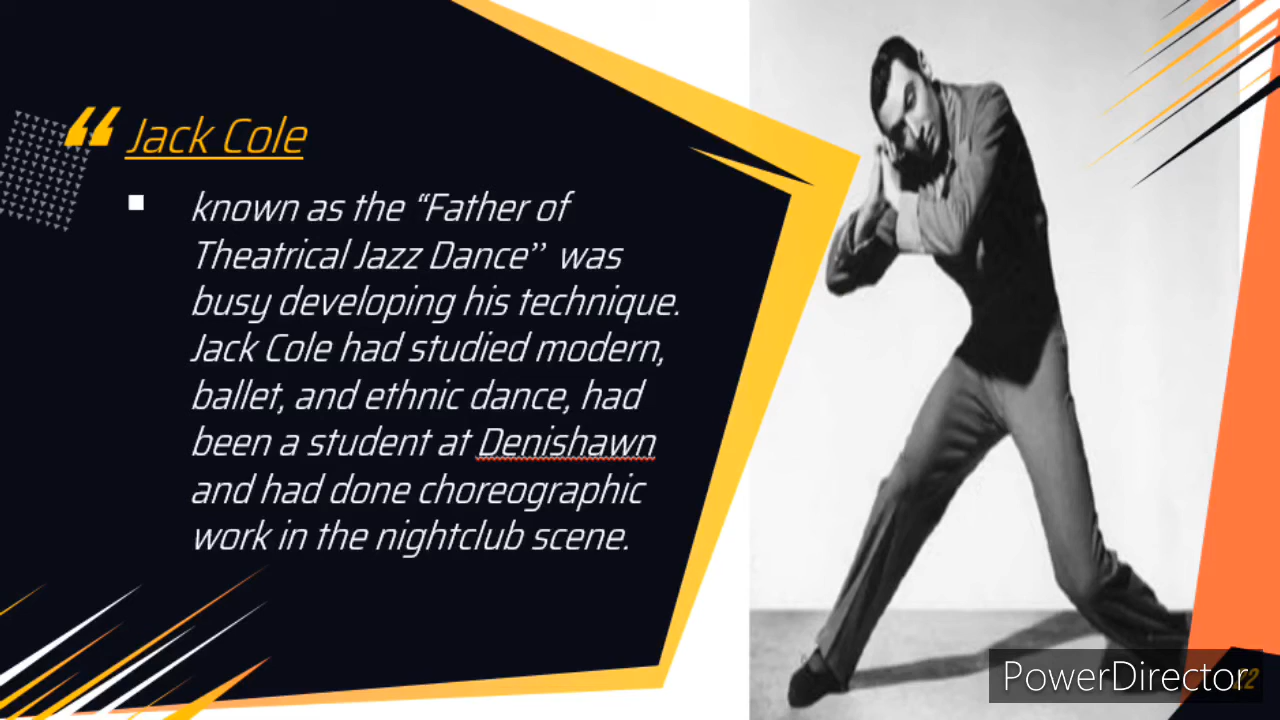 “ Jack Cole
known as the “Father of
Theatrical Jazz Dance” was
busy developing his technique.
Jack Cole had studied modern,
ballet, and ethnic dance, had
been a student at Denishawn
and had done choreographic
work in the nightclub scene.
PowerDirector